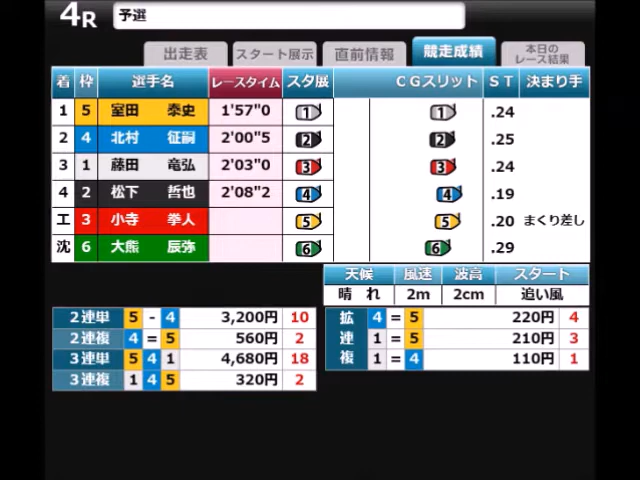 4R 予選
出走表 スタート展示 直前情報 競走成績 本日のレース結果
着 枠 選手名 レースタイム スタ展 CGスリット ST 決まり手
1 5 室田 泰史 1'57"0 1 1 .24
2 4 北村 征嗣 2'00"5 2 2 .25
3 1 藤田 竜弘 2'03"0 3 3 .24
4 2 松下 哲也 2'08"2 4 4 .19
エ 3 小寺 拳人 5 5 .20 まくり差し
沈 6 大熊 辰弥 6 6 .29
天候 風速 波高 スタート
晴れ 2m 2cm 追い風
2連単 5 - 4 3,200円 10
2連複 4 = 5 560円 2
3連単 5 4 1 4,680円 18
3連複 1 4 5 320円 2
拡 4 = 5 220円 4
連 1 = 5 210円 3
複 1 = 4 110円 1